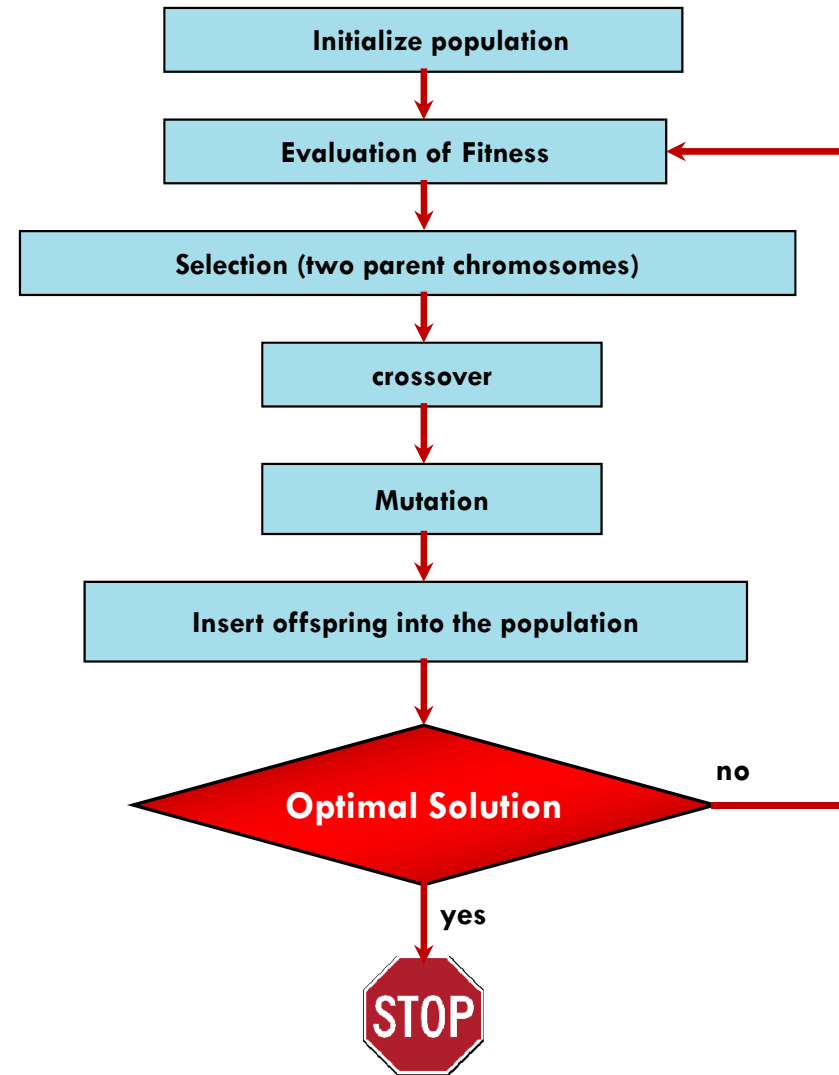 Initialize population
Evaluation of Fitness
Selection (two parent chromosomes)
crossover
Mutation
Insert offspring into the population
no
Optimal Solution
yes
STOP